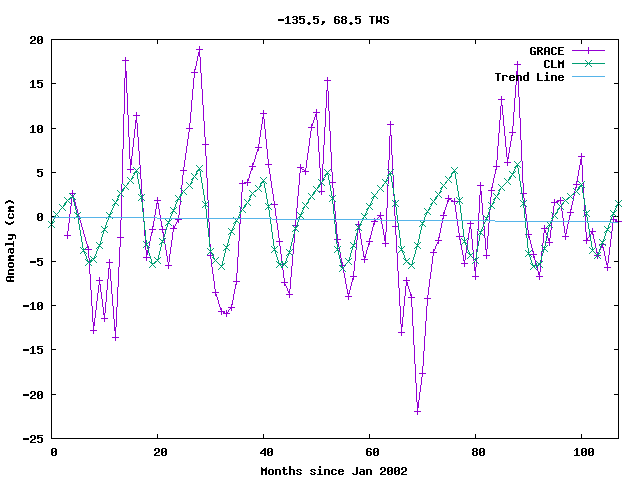 -135.5, 68.5 TWS
GRACE
CLM
Trend Line
20
15
10
5
0
-5
-10
-15
-20
-25
Anomaly (cm)
0 20 40 60 80 100
Months since Jan 2002